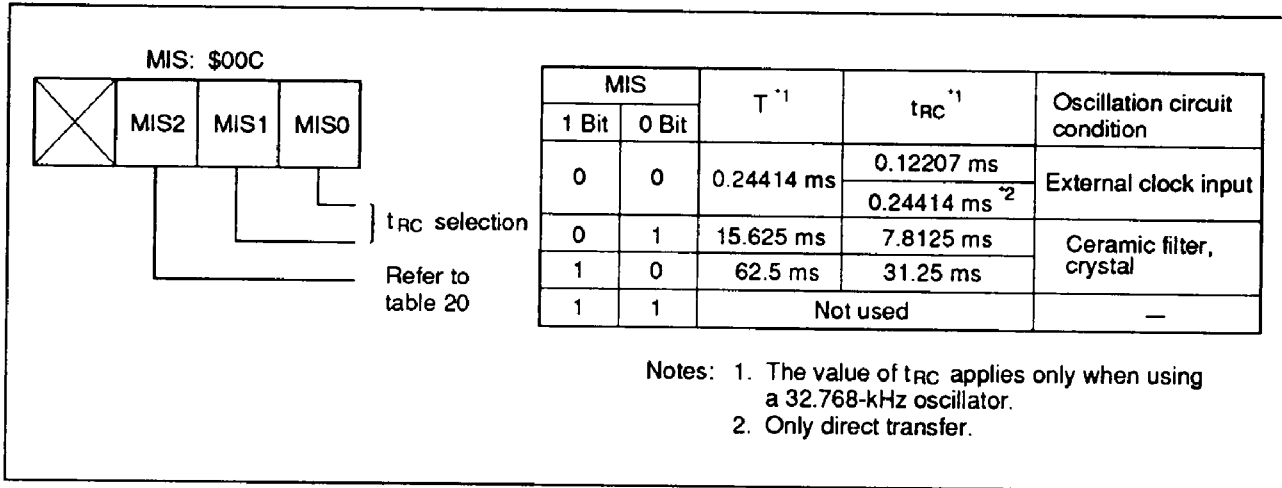 MIS: $00C
MIS2 MIS1 MIS0
tRC selection
Refer to
table 20
MIS T *1 tRC *1 Oscillation circuit
condition
1 Bit 0 Bit
0 0 0.24414 ms 0.12207 ms External clock input
0.24414 ms *2
0 1 15.625 ms 7.8125 ms Ceramic filter,
crystal
1 0 62.5 ms 31.25 ms
1 1 Not used —
Notes: 1. The value of tRC applies only when using
a 32.768-kHz oscillator.
2. Only direct transfer.